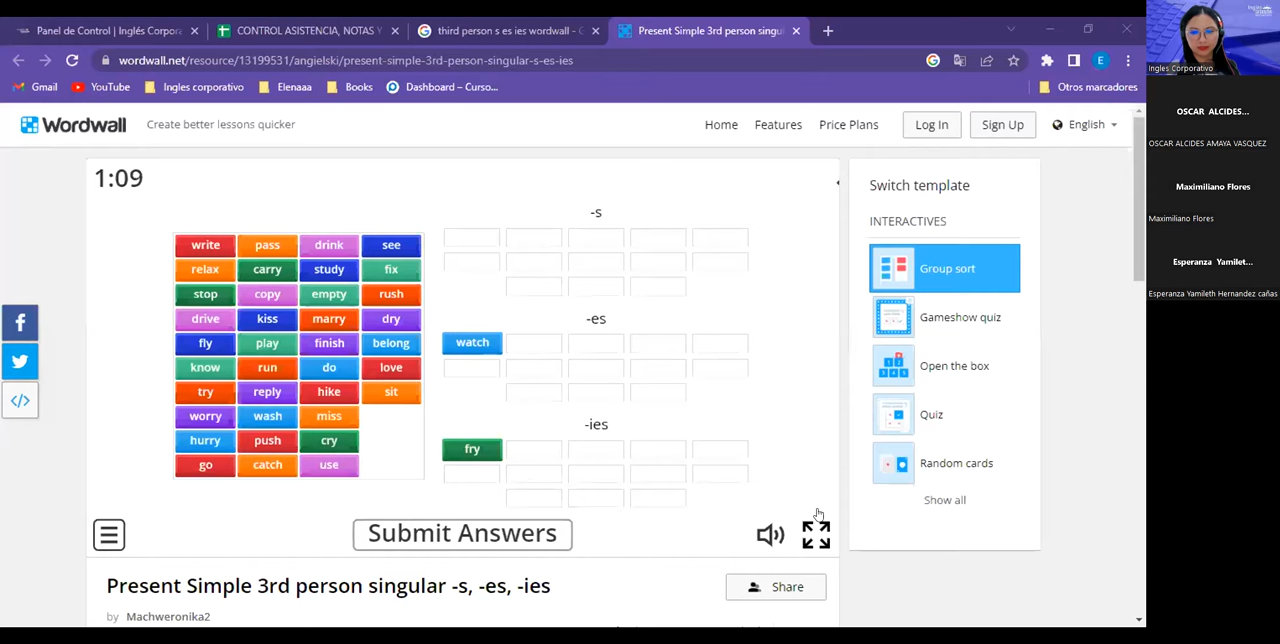 Panel de Control | Inglés Corpora
CONTROL ASISTENCIA, NOTAS Y
third person s es ies wordwall - G
Present Simple 3rd person singul
wordwall.net/resource/13199531/angielski/present-simple-3rd-person-singular-s-es-ies
Gmail
YouTube
Ingles corporativo
Elenaaa
Books
Dashboard – Curso...
Otros marcadores
E
Wordwall
Create better lessons quicker
Home
Features
Price Plans
Log In
Sign Up
English
1:09
-s
write pass drink see
relax carry study fix
stop copy empty rush
drive kiss marry dry
fly play finish belong
know run do love
try reply hike sit
worry wash miss
hurry push cry
go catch use
-es
watch
-ies
fry
Submit Answers
Switch template
INTERACTIVES
Group sort
Gameshow quiz
Open the box
Quiz
Random cards
Show all
Present Simple 3rd person singular -s, -es, -ies
Share
by Machweronika2
Ingles Corporativo
OSCAR ALCIDES...
OSCAR ALCIDES AMAYA VASQUEZ
Maximiliano Flores
Maximiliano Flores
Esperanza Yamilet...
Esperanza Yamileth Hernandez cañas